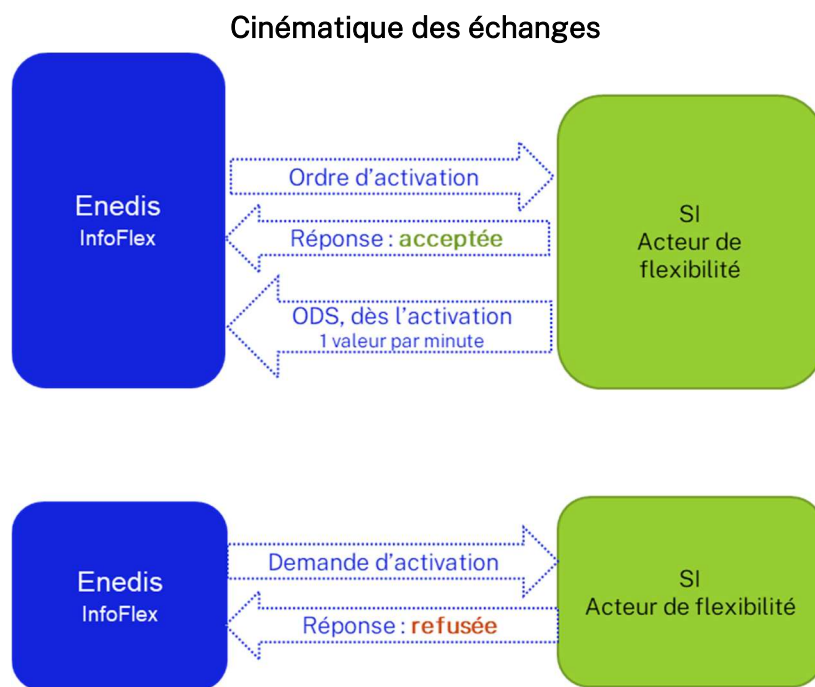 Cinématique des échanges
Enedis
InfoFlex
Ordre d'activation
Réponse : acceptée
ODS, dès l'activation
1 valeur par minute
SI
Acteur de
flexibilité
Enedis
InfoFlex
Demande d'activation
Réponse : refusée
SI
Acteur de flexibilité